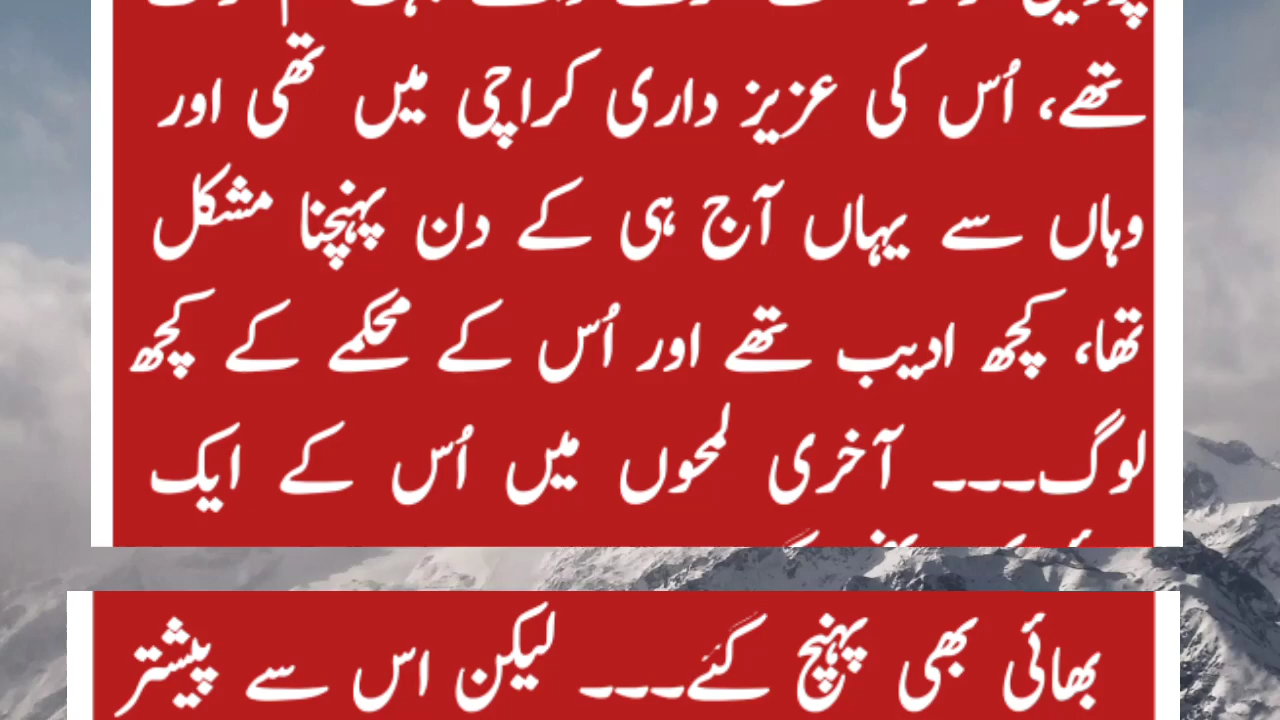 تھے، اُس کی عزیز داری کراچی میں تھی اور
وہاں سے یہاں آج ہی کے دن پہنچنا مشکل
تھا، کچھ ادیب تھے اور اُس کے محکمے کے کچھ
لوگ۔۔۔ آخری لمحوں میں اُس کے ایک
بھائی بھی پہنچ گئے۔۔۔ لیکن اس سے پیشتر